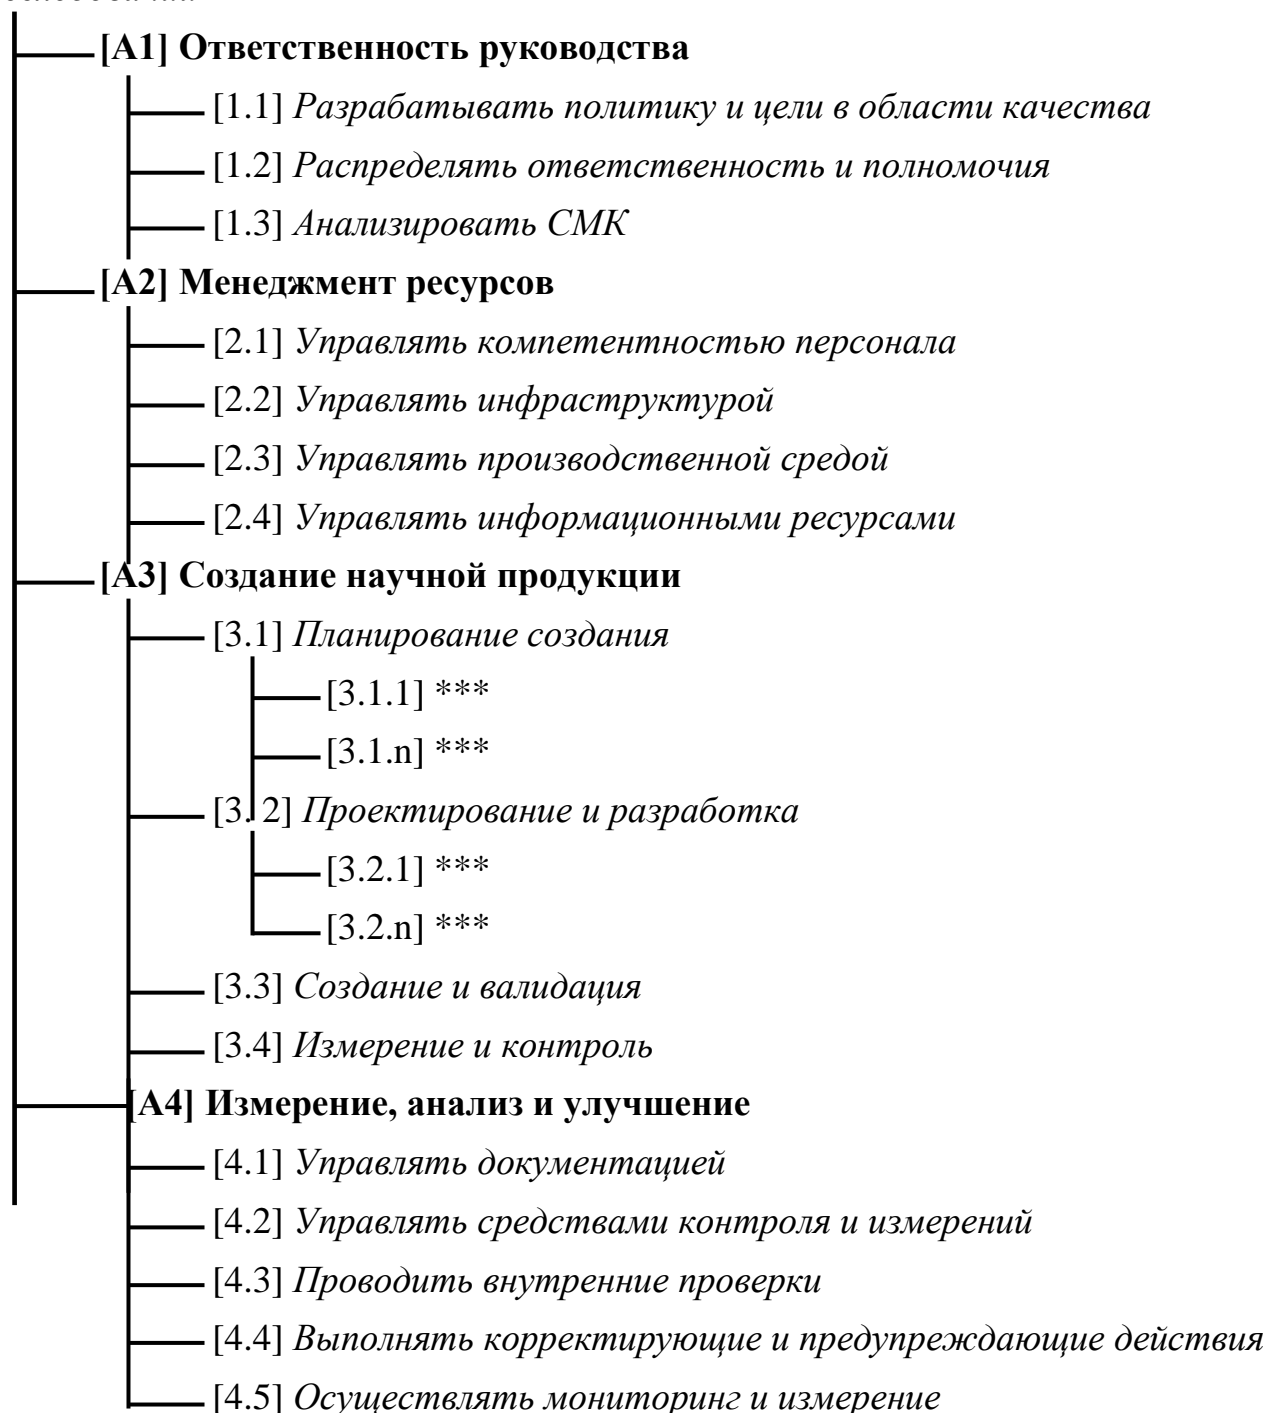 [А1] Ответственность руководства
[1.1] Разрабатывать политику и цели в области качества
[1.2] Распределять ответственность и полномочия
[1.3] Анализировать СМК
[А2] Менеджмент ресурсов
[2.1] Управлять компетентностью персонала
[2.2] Управлять инфраструктурой
[2.3] Управлять производственной средой
[2.4] Управлять информационными ресурсами
[А3] Создание научной продукции
[3.1] Планирование создания
[3.1.1] ***
[3.1.n] ***
[3. 2] Проектирование и разработка
[3.2.1] ***
[3.2.n] ***
[3.3] Создание и валидация
[3.4] Измерение и контроль
[А4] Измерение, анализ и улучшение
[4.1] Управлять документацией
[4.2] Управлять средствами контроля и измерений
[4.3] Проводить внутренние проверки
[4.4] Выполнять корректирующие и предупреждающие действия
[4.5] Осуществлять мониторинг и измерение